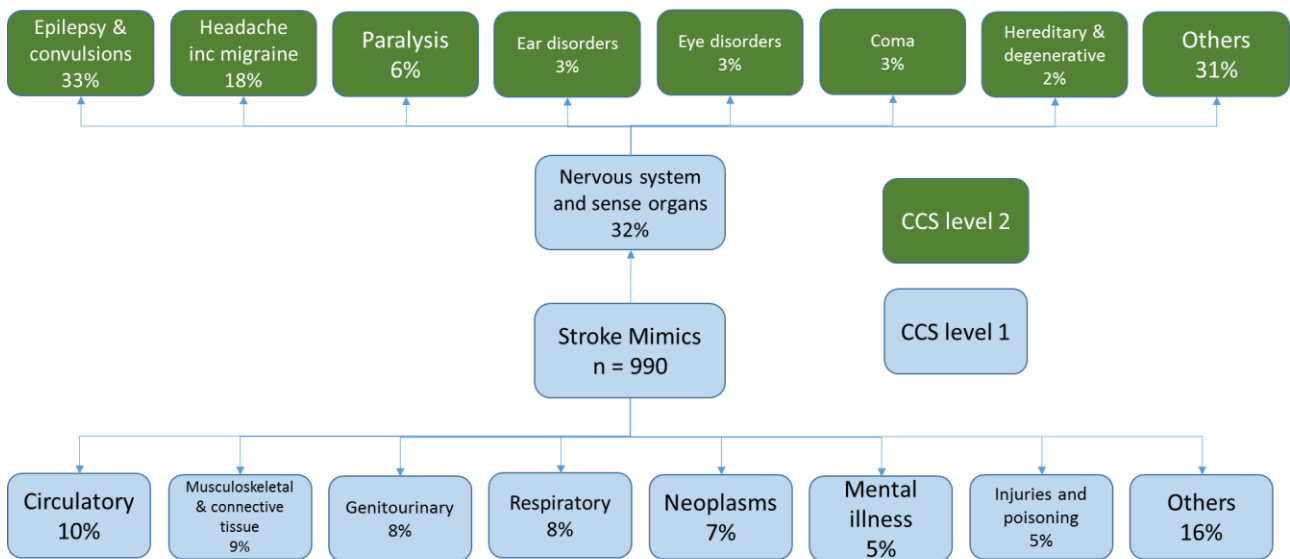 Epilepsy &
convulsions
33%
Headache
inc migraine
18%
Paralysis
6%
Ear disorders
3%
Eye disorders
3%
Coma
3%
Hereditary &
degenerative
2%
Others
31%
Nervous system
and sense organs
32%
CCS level 2
Stroke Mimics
n = 990
CCS level 1
Circulatory
10%
Musculoskeletal
& connective
tissue
9%
Genitourinary
8%
Respiratory
8%
Neoplasms
7%
Mental
illness
5%
Injuries and
poisoning
5%
Others
16%